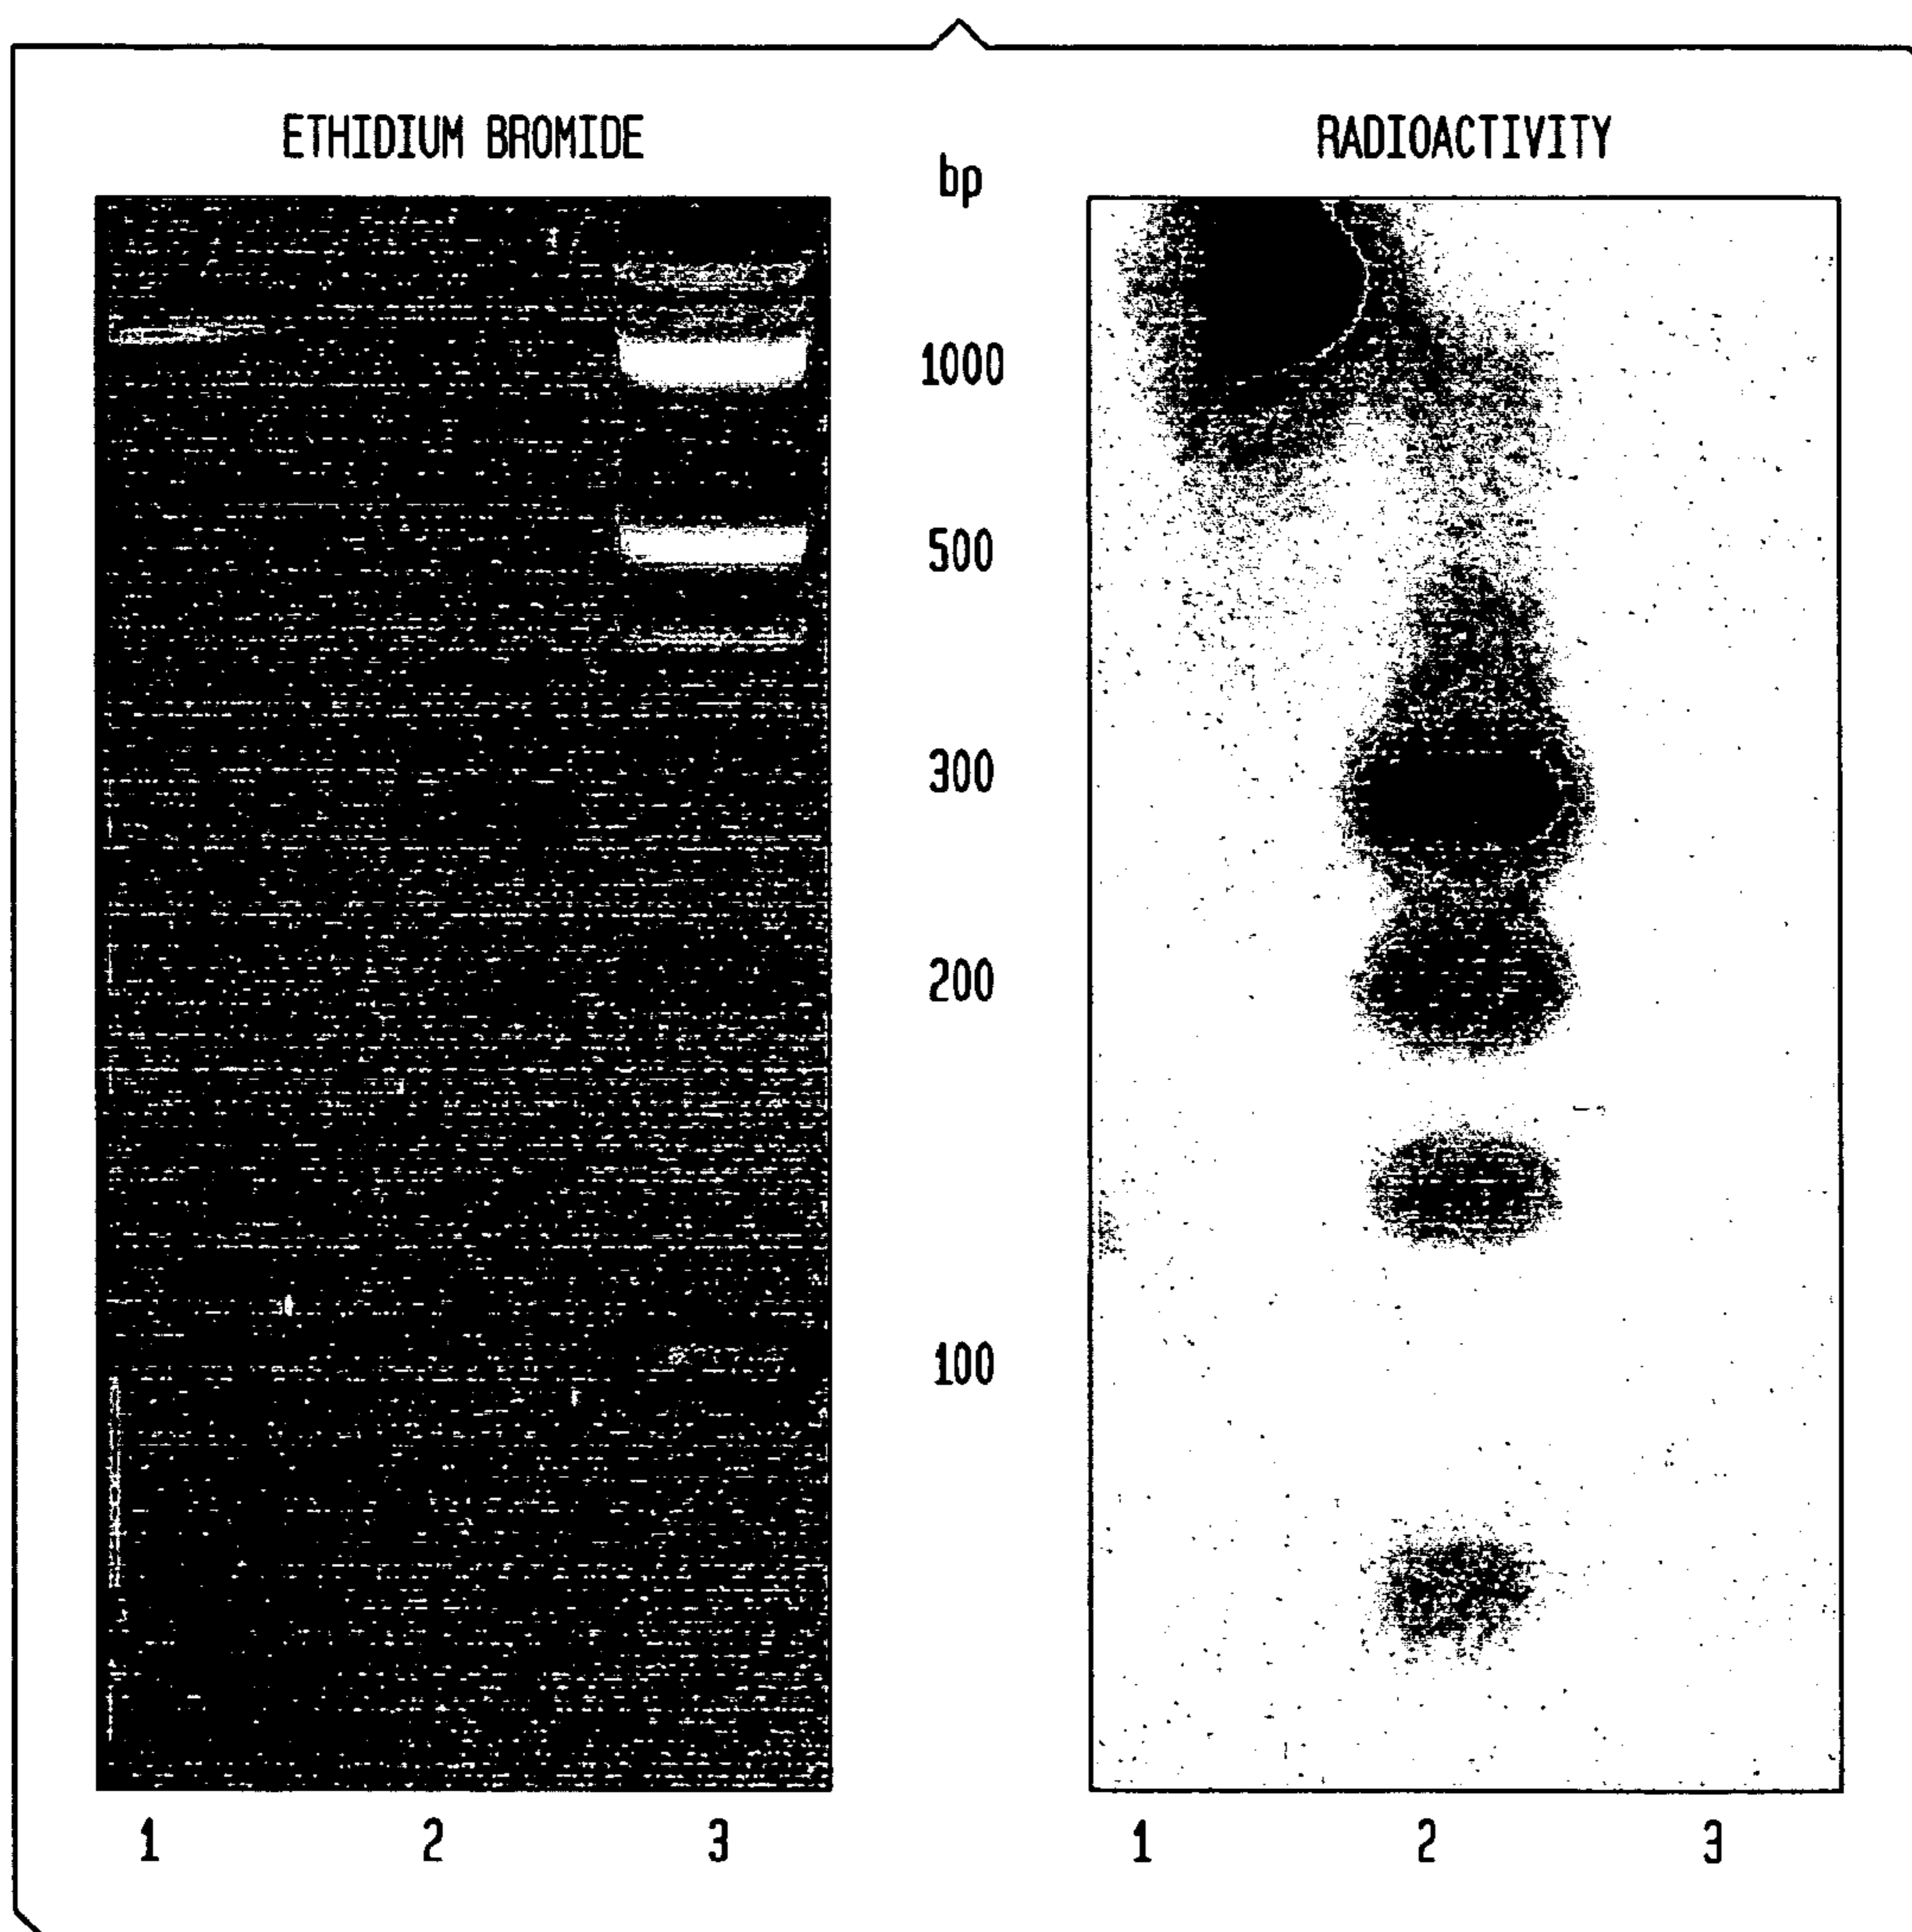 ETHIDIUM BROMIDE
bp
RADIOACTIVITY
1000
500
300
200
100
1 2 3
1 2 3